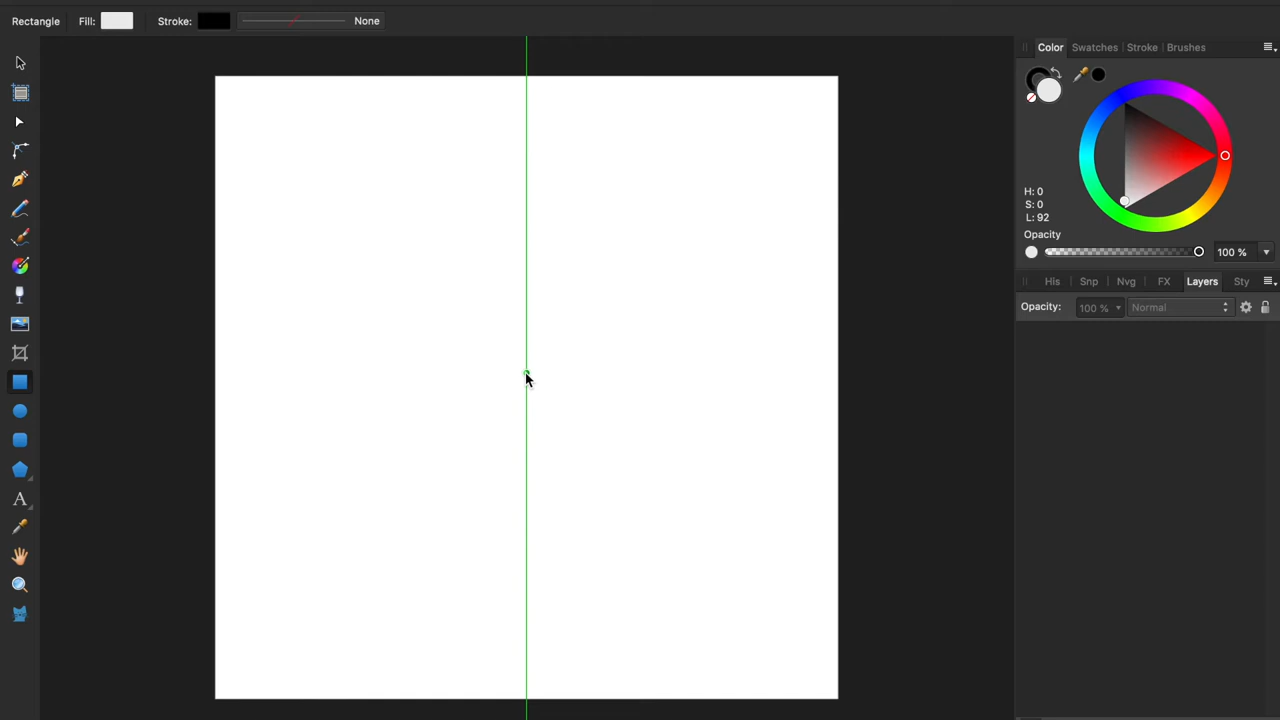 Rectangle Fill: Stroke: None
Color Swatches Stroke Brushes
H: 0
S: 0
L: 92
Opacity
100 %
His Snp Nvg FX Layers Sty
Opacity: 100 % Normal
A